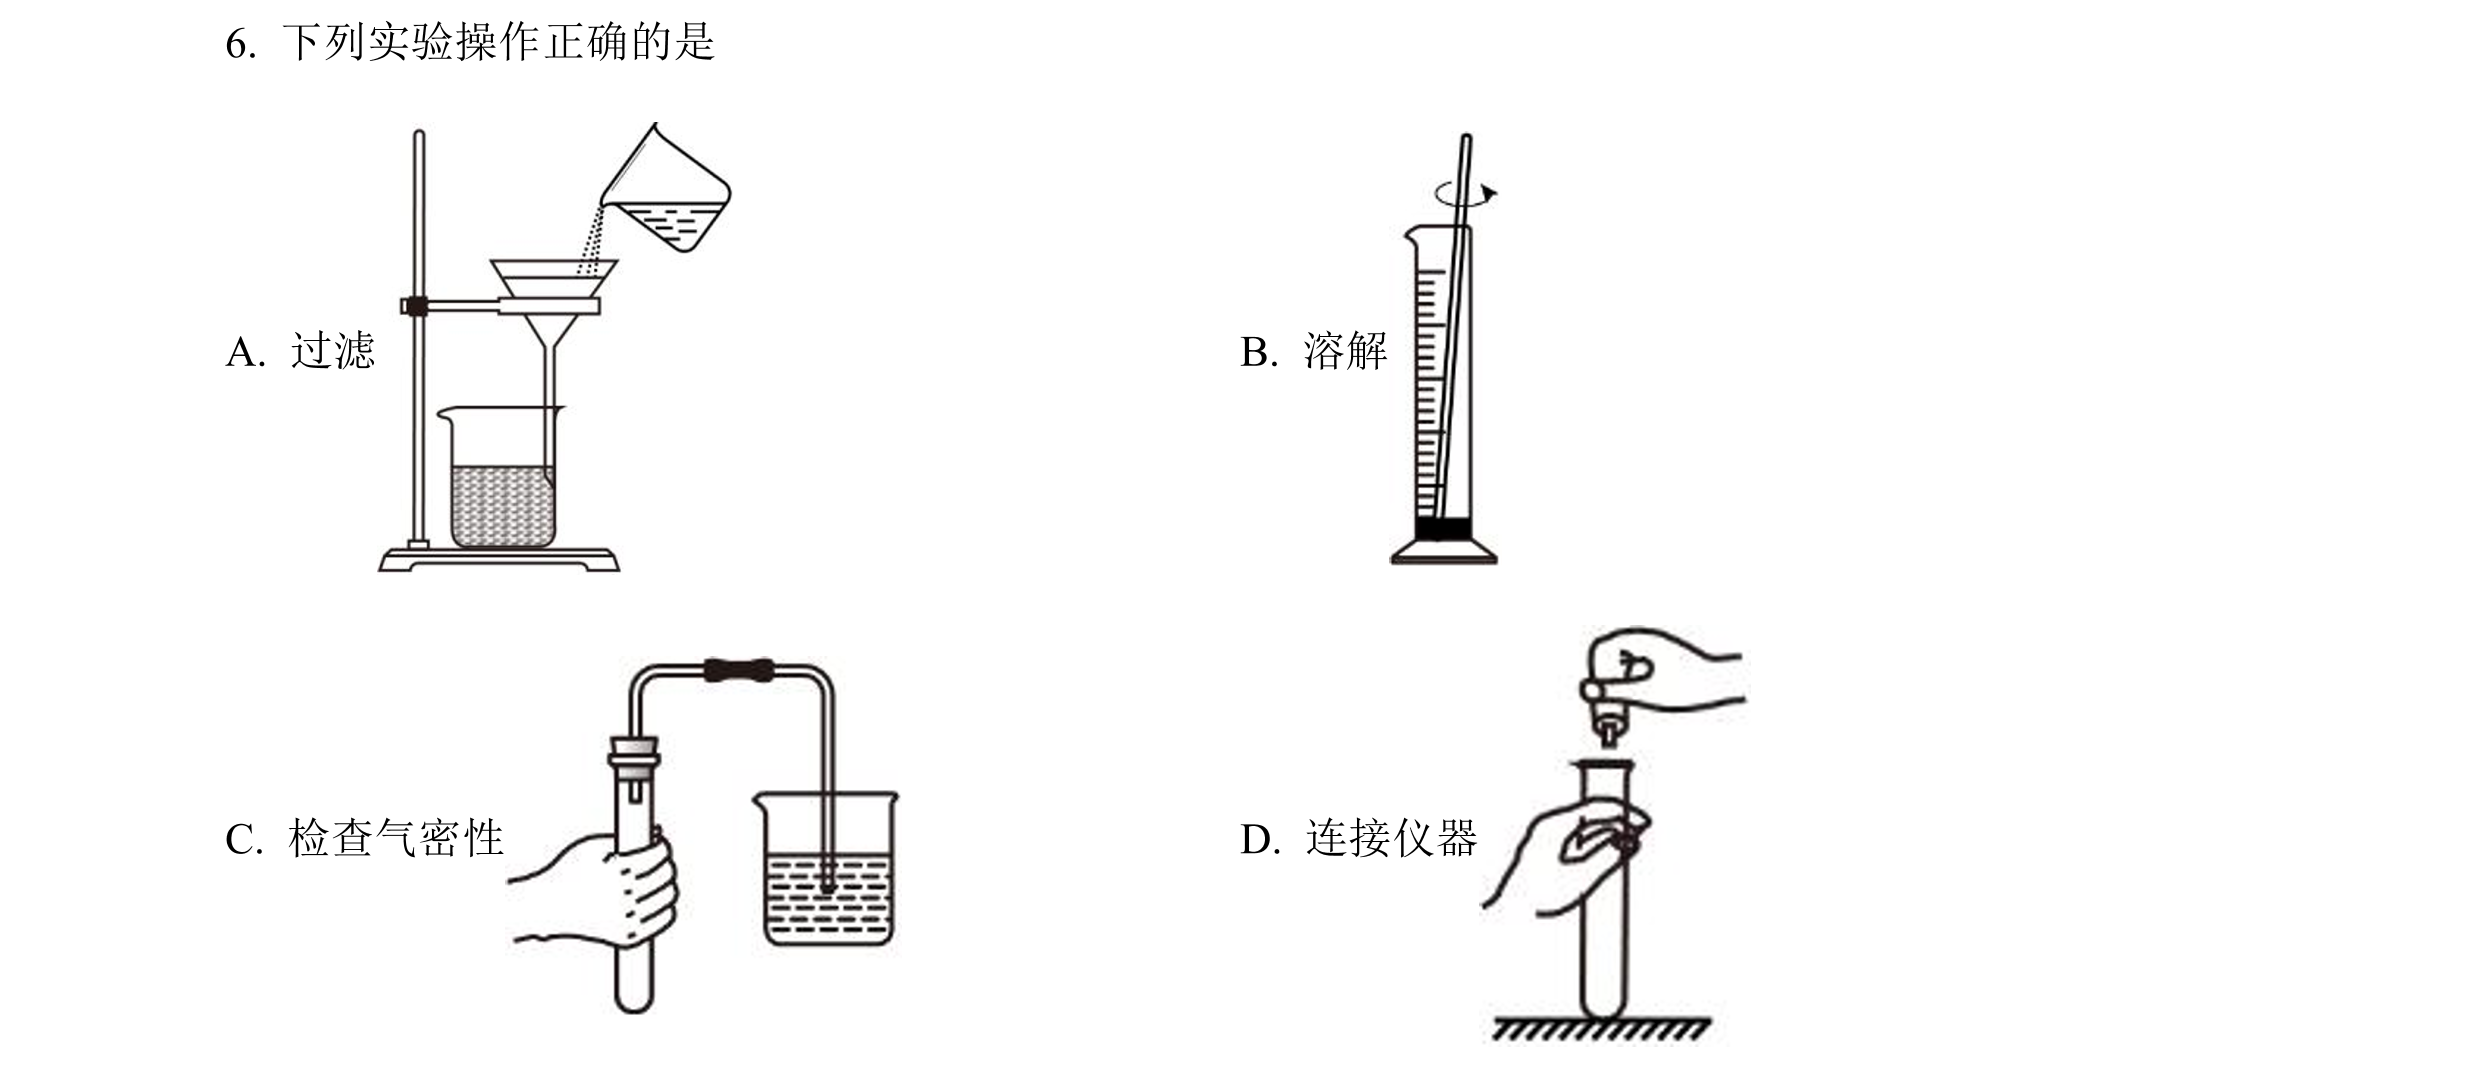 6. 下列实验操作正确的是
A. 过滤
B. 溶解
C. 检查气密性
D. 连接仪器